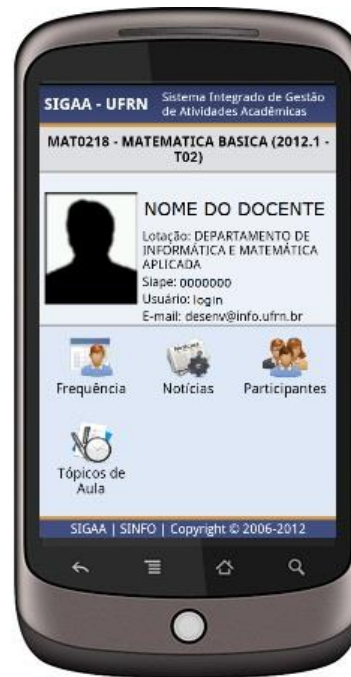 SIGAA - UFRN
Sistema Integrado de Gestão
de Atividades Acadêmicas
MAT0218 - MATEMATICA BASICA (2012.1 -
T02)
NOME DO DOCENTE
Lotação: DEPARTAMENTO DE
INFORMÁTICA E MATEMÁTICA
APLICADA
Siape: 0000000
Usuário: login
E-mail: desenv@info.ufrn.br
Frequência
Notícias
Participantes
Tópicos de
Aula
SIGAA | SINFO | Copyright © 2006-2012